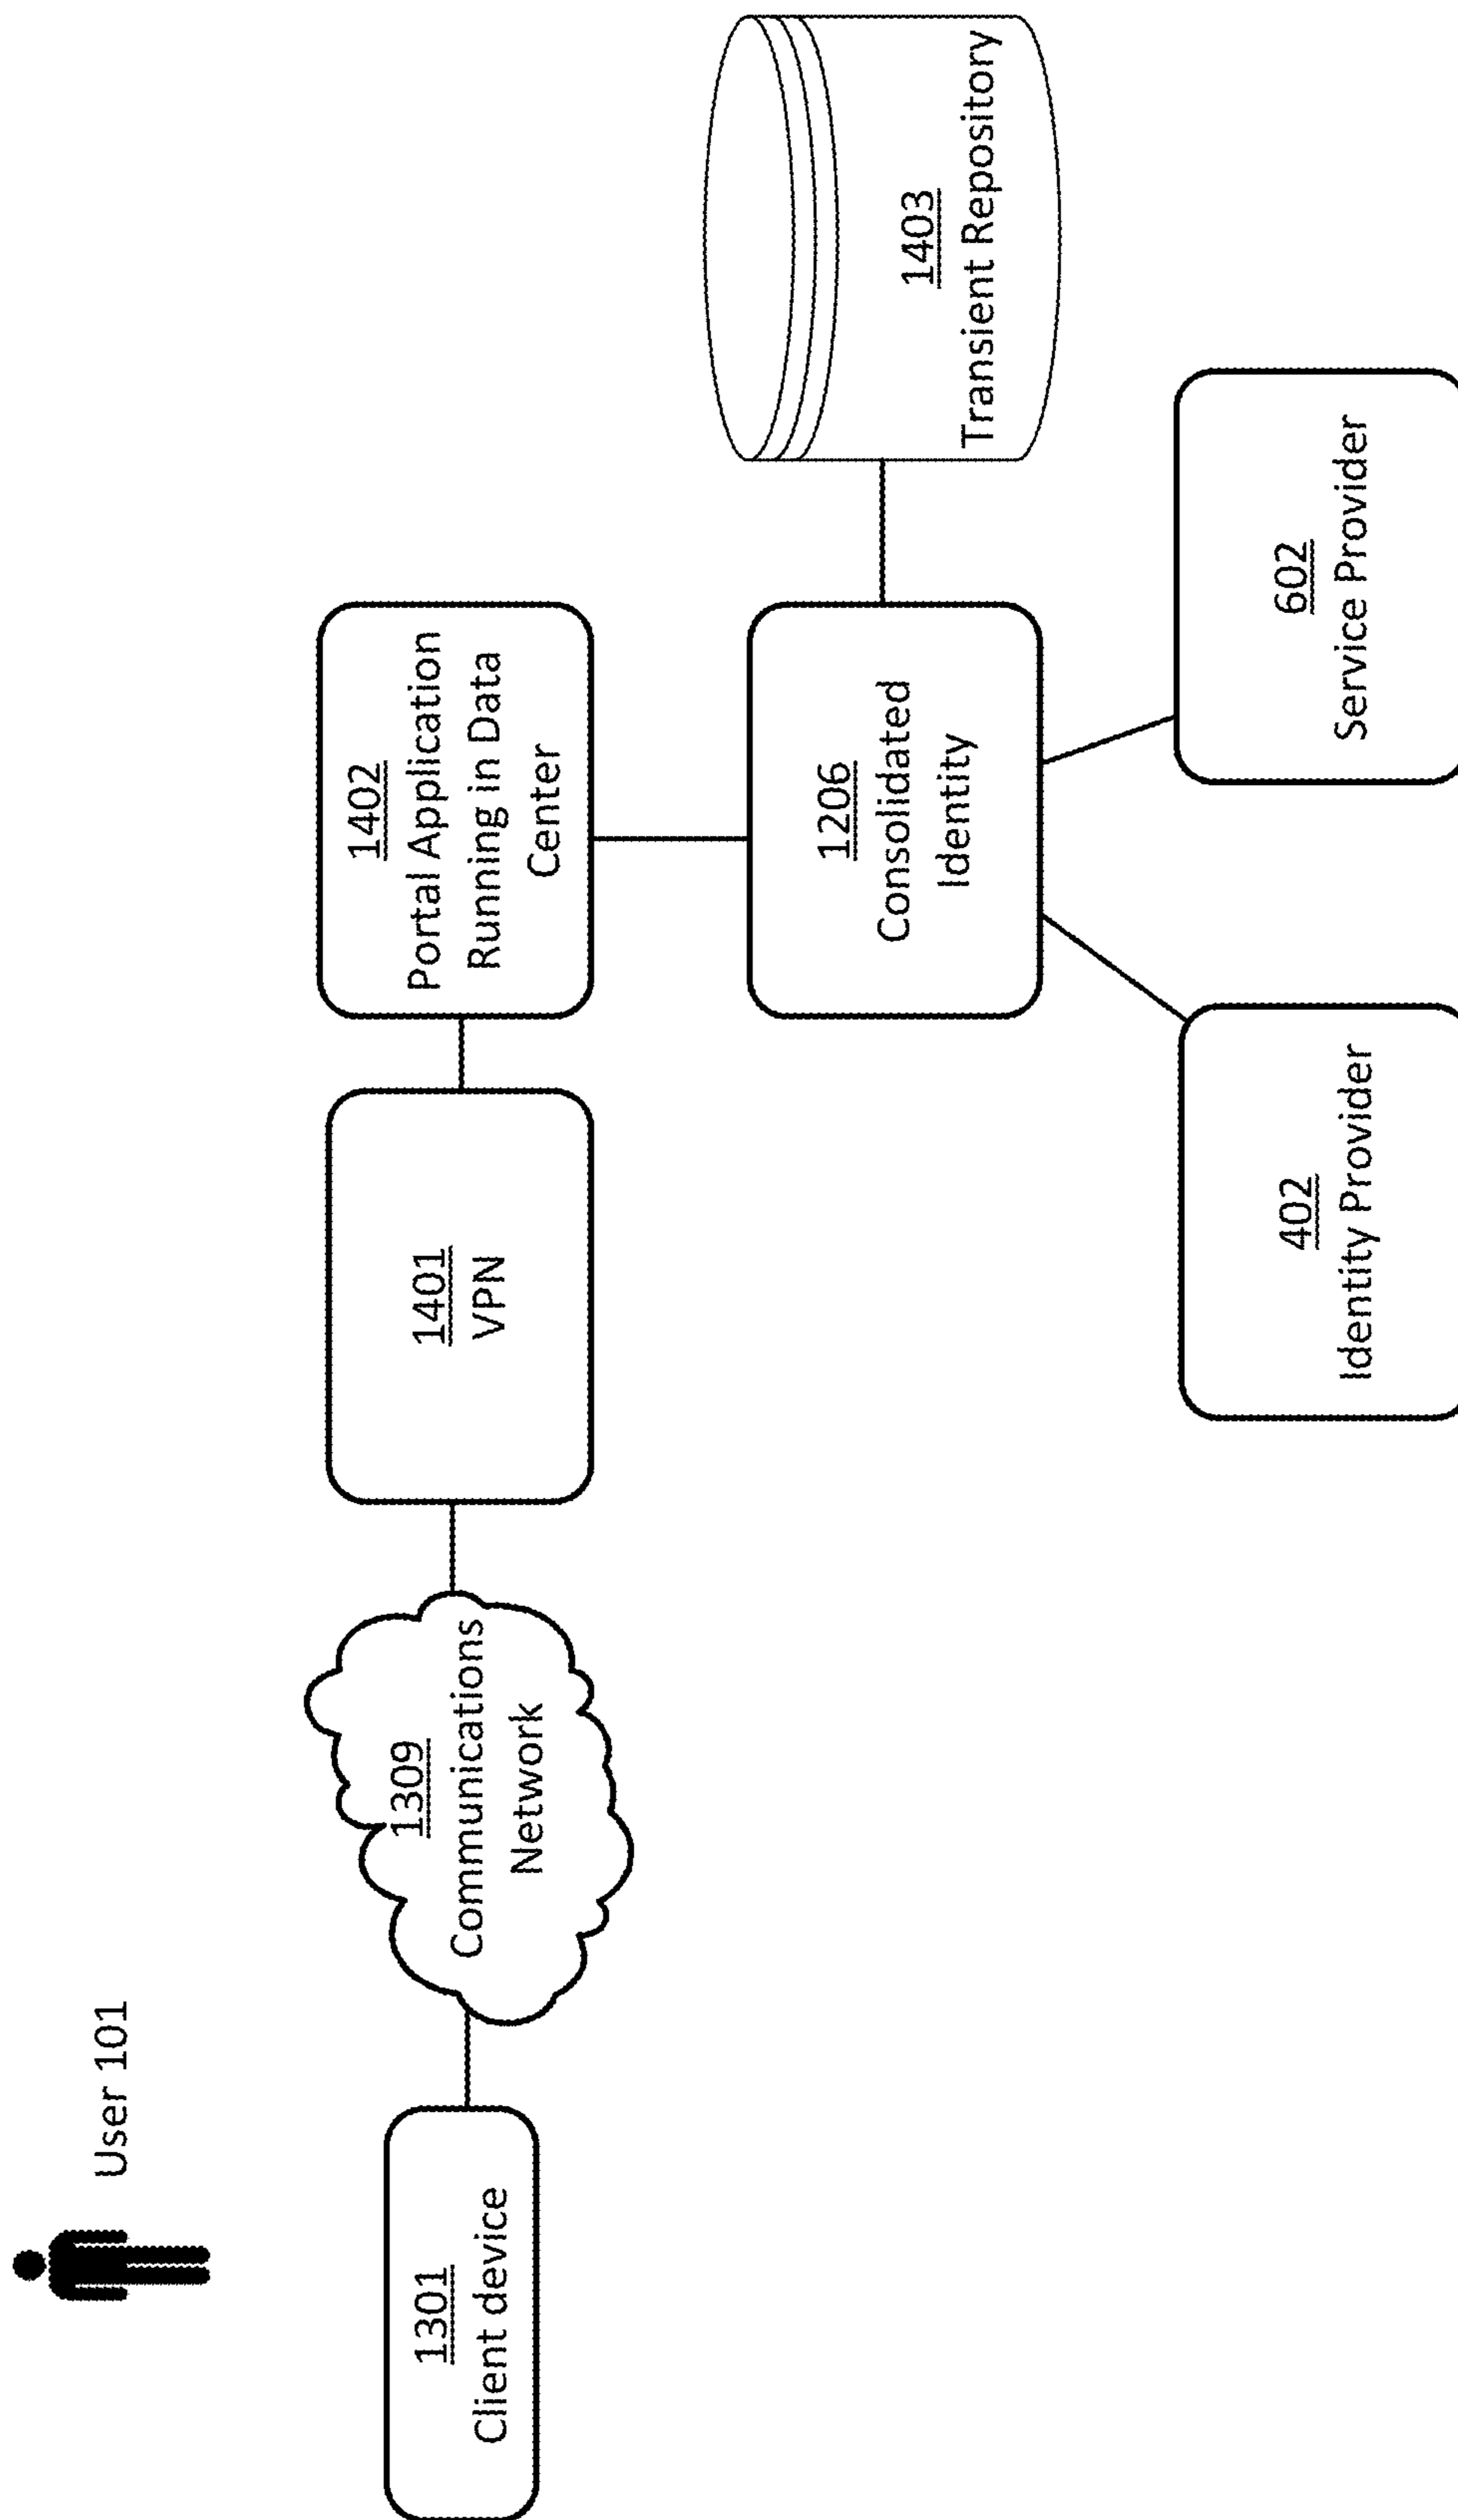 User 101
1301
Client device
1309
Communications
Network
1401
VPN
1402
Portal Application
Running in Data
Center
1206
Consolidated
Identity
1403
Transient Repository
402
Identity Provider
602
Service Provider